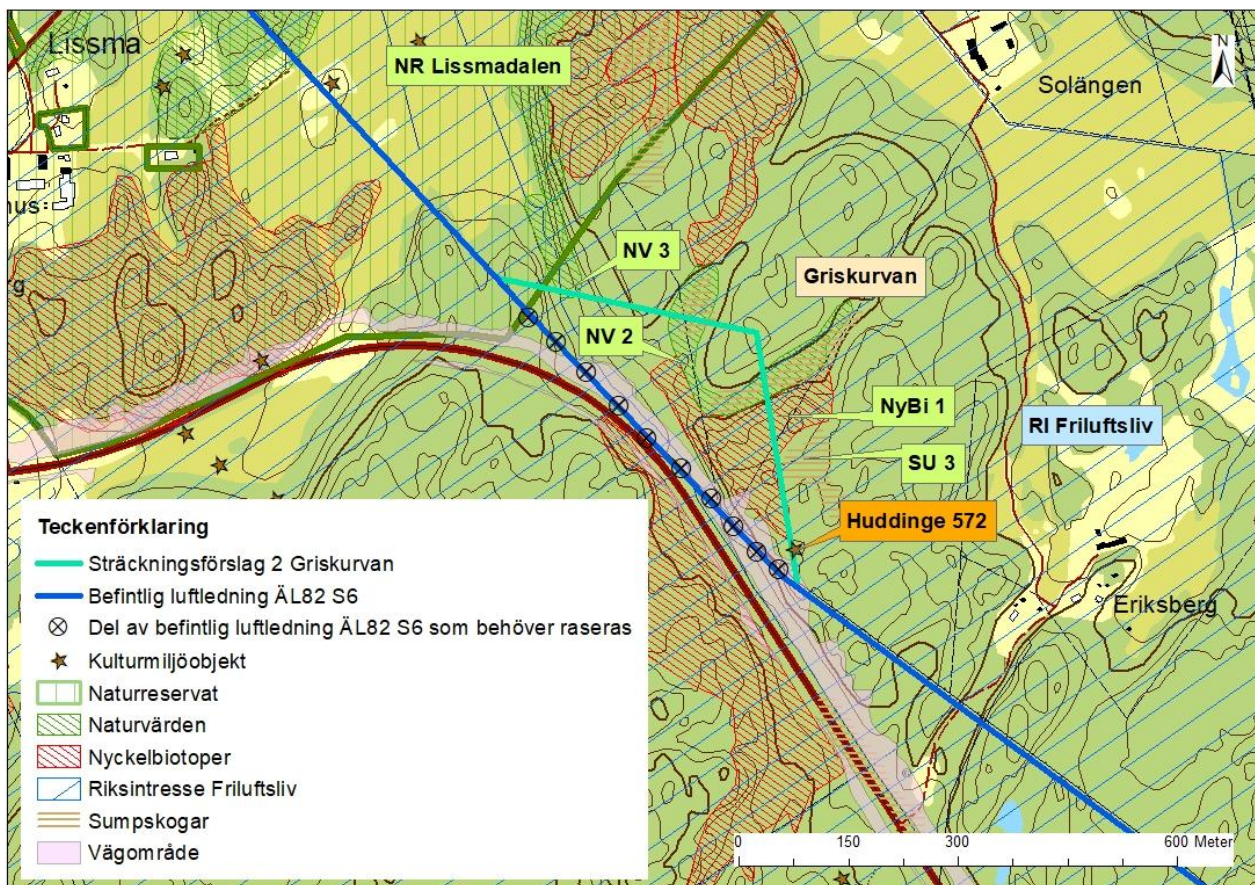 Lissma
NR Lissmadalen
Solängen
nus
NV 3
Griskurvan
NV 2
NyBi 1
RI Friluftsliv
SU 3
Huddinge 572
Eriksberg
Teckenförklaring
Sträckningsförslag 2 Griskurvan
Befintlig luftledning ÄL82 S6
Del av befintlig luftledning ÄL82 S6 som behöver raseras
Kulturmiljöobjekt
Naturreservat
Naturvärden
Nyckelbiotoper
Riksintresse Friluftsliv
Sumpskogar
Vägområde
0 150 300 600 Meter
N